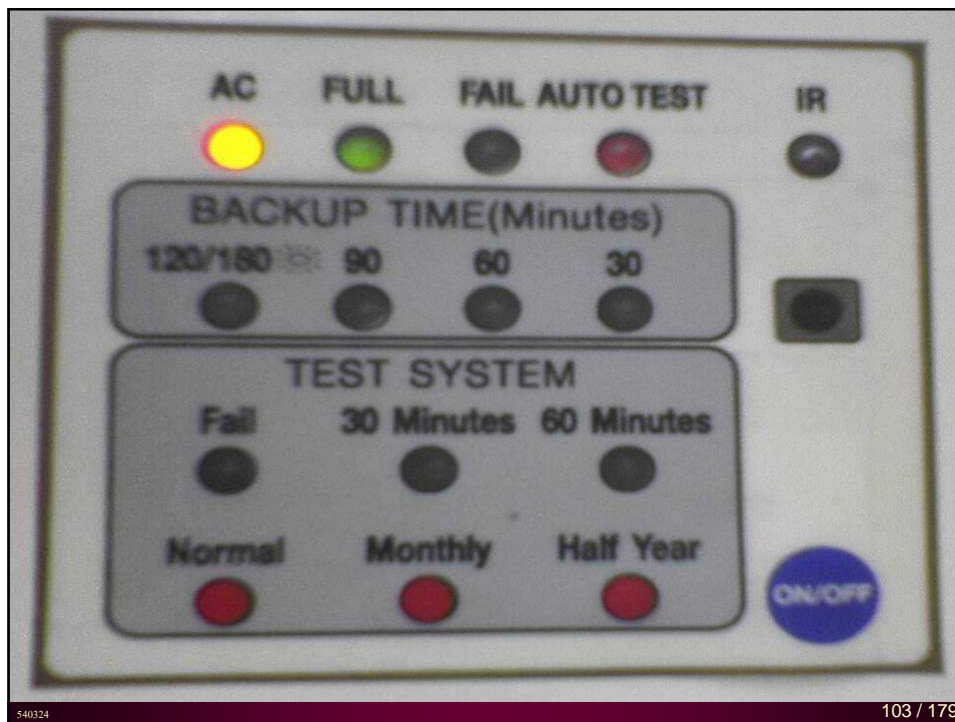 AC FULL FAIL AUTO TEST IR
BACKUP TIME(Minutes)
120/180 90 60 30
TEST SYSTEM
Fail 30 Minutes 60 Minutes
Normal Monthly Half Year
ON/OFF
540324 103 / 179